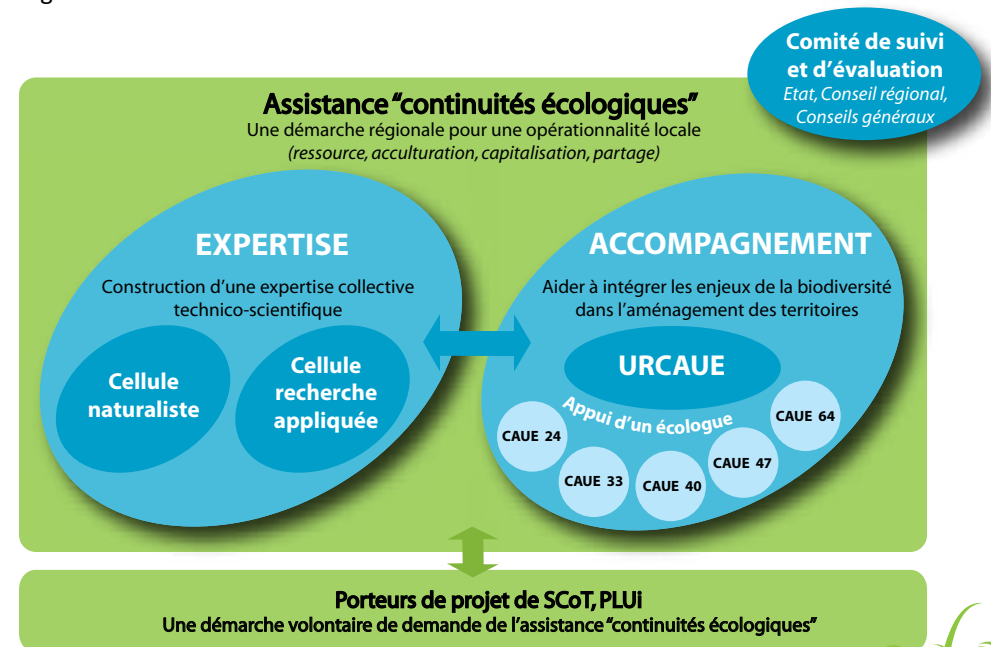 Comité de suivi
et d'évaluation
Etat, Conseil régional,
Conseils généraux
Assistance "continuités écologiques"
Une démarche régionale pour une opérationnalité locale
(ressource, acculturation, capitalisation, partage)
EXPERTISE
Construction d'une expertise collective
technico-scientifique
Cellule
naturaliste
Cellule
recherche
appliquée
ACCOMPAGNEMENT
Aider à intégrer les enjeux de la biodiversité
dans l'aménagement des territoires
URCAUE
Appui d'un écologue
CAUE 24
CAUE 33
CAUE 40
CAUE 47
CAUE 64
Porteurs de projet de SCoT, PLUi
Une démarche volontaire de demande de l'assistance "continuités écologiques"